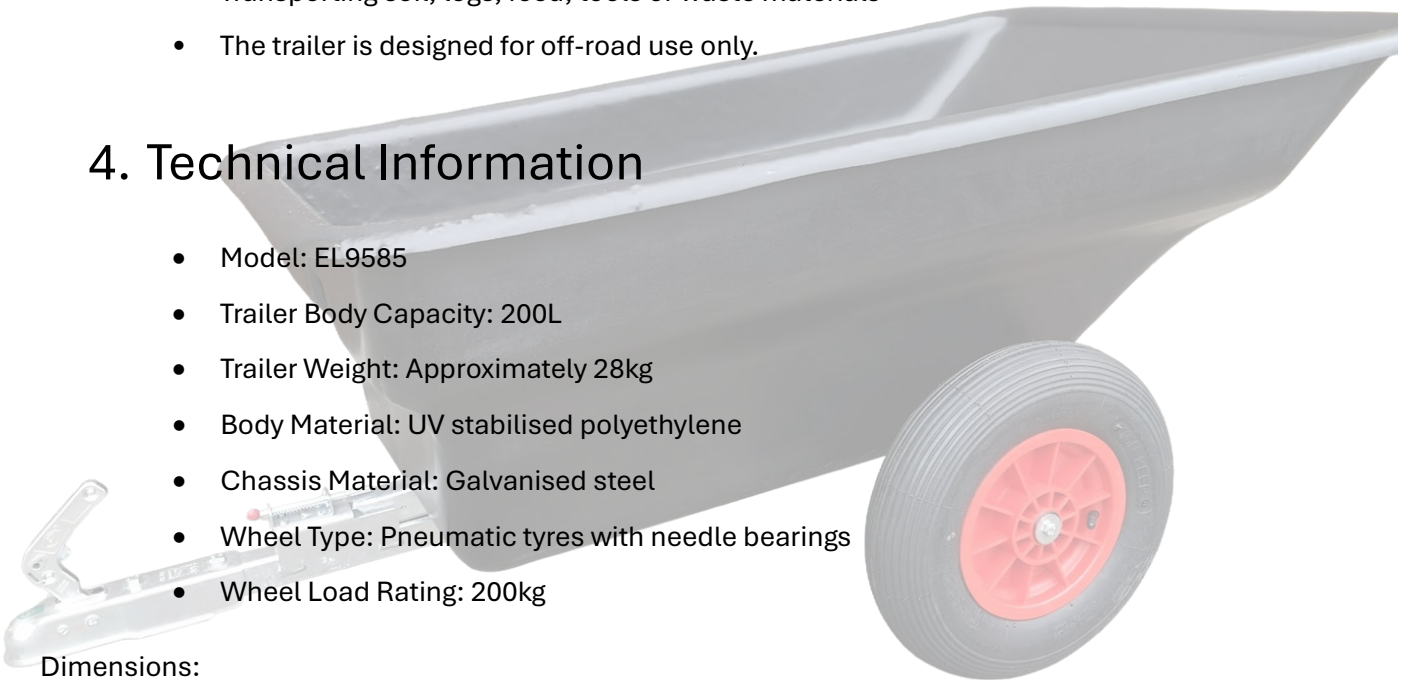 • The trailer is designed for off-road use only.
4. Technical Information
• Model: EL9585
• Trailer Body Capacity: 200L
• Trailer Weight: Approximately 28kg
• Body Material: UV stabilised polyethylene
• Chassis Material: Galvanised steel
• Wheel Type: Pneumatic tyres with needle bearings
• Wheel Load Rating: 200kg
Dimensions: